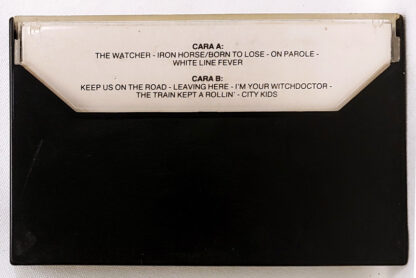 CARA A:
THE WATCHER - IRON HORSE/BORN TO LOSE - ON PAROLE -
WHITE LINE FEVER
CARA B:
KEEP US ON THE ROAD - LEAVING HERE - I'M YOUR WITCHDOCTOR -
THE TRAIN KEPT A ROLLIN' - CITY KIDS